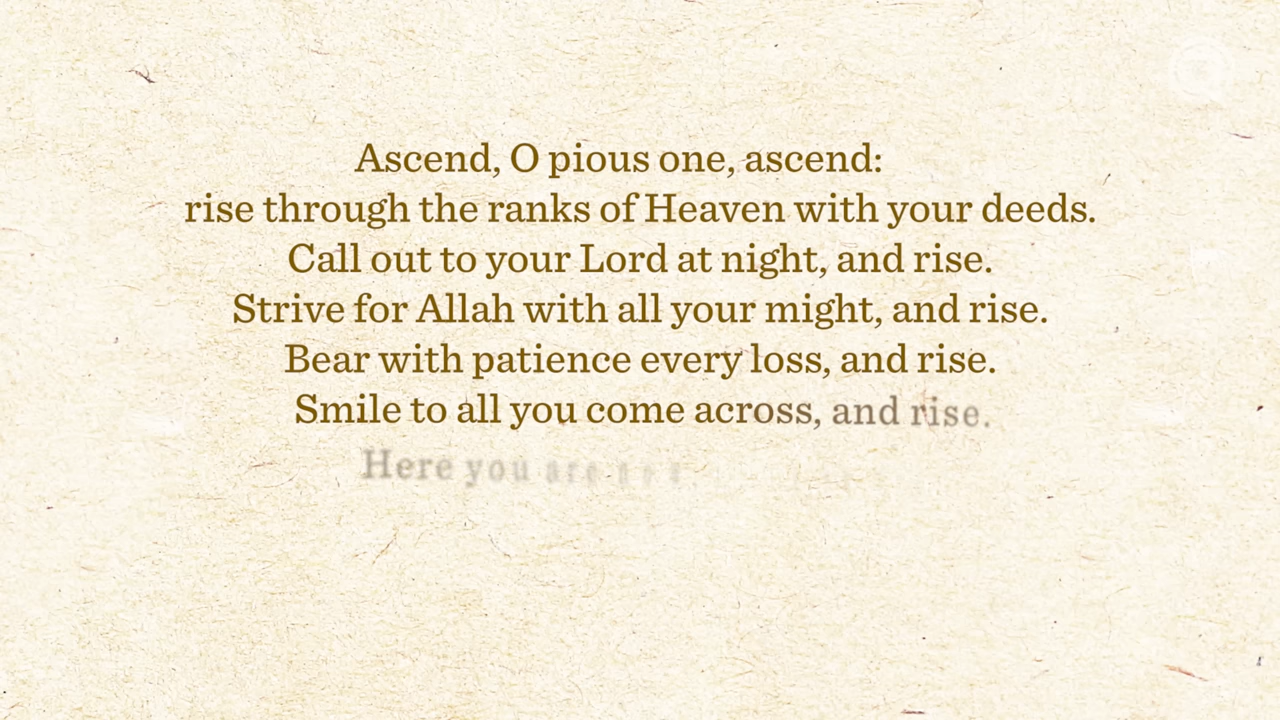 Ascend, O pious one, ascend:
rise through the ranks of Heaven with your deeds.
Call out to your Lord at night, and rise.
Strive for Allah with all your might, and rise.
Bear with patience every loss, and rise.
Smile to all you come across, and rise.
Here you are